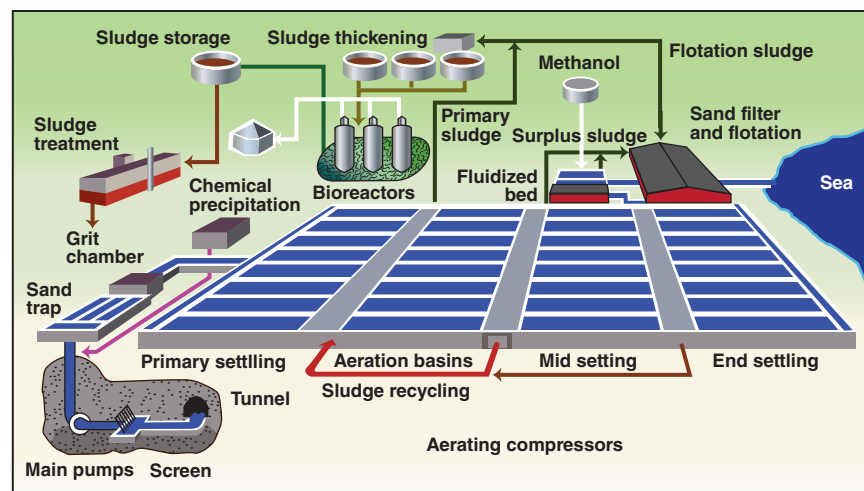 Sludge storage
Sludge thickening
Flotation sludge
Methanol
Primary
sludge
Surplus sludge
Sand filter
and flotation
Sludge
treatment
Chemical
precipitation
Bioreactors
Fluidized
bed
Sea
Grit
chamber
Sand
trap
Primary settlling
Aeration basins
Mid setting
End settling
Sludge recycling
Tunnel
Aerating compressors
Main pumps
Screen